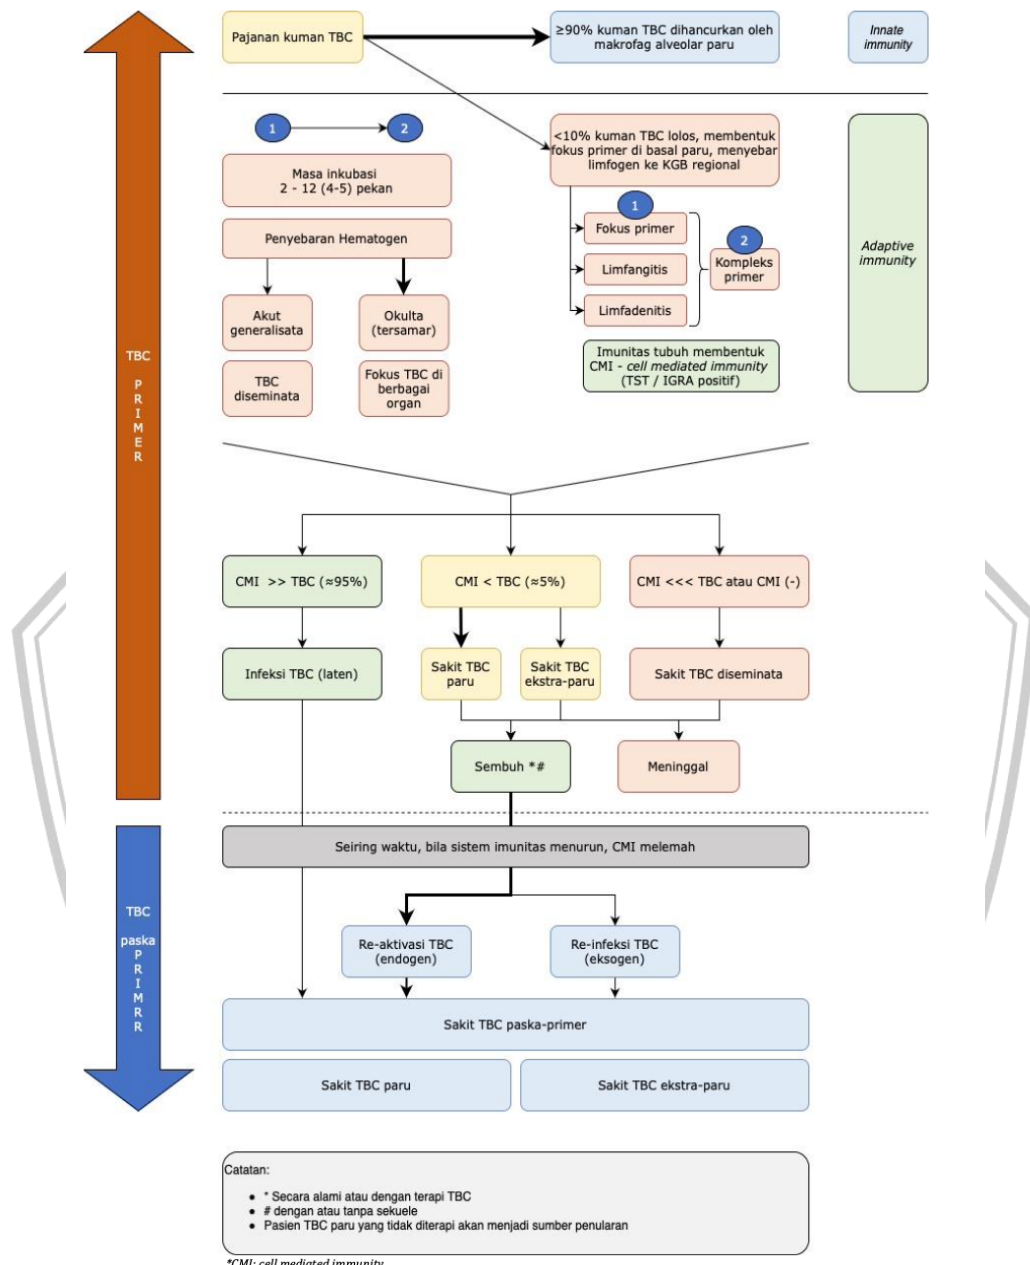 Pajanan kuman TBC
≥90% kuman TBC dihancurkan oleh
makrofag alveolar paru
Innate
immunity
1
2
Masa inkubasi
2 - 12 (4-5) pekan
Penyebaran Hematogen
Akut
generalisata
Okulta
(tersamar)
TBC
diseminata
Fokus TBC di
berbagai
organ
<10% kuman TBC lolos, membentuk
fokus primer di basal paru, menyebar
limfogen ke KGB regional
1
Fokus primer
Limfangitis
Limfadenitis
2
Kompleks
primer
Imunitas tubuh membentuk
CMI - cell mediated immunity
(TST / IGRA positif)
Adaptive
immunity
TBC
P
R
I
M
E
R
CMI >> TBC (≈95%)
CMI < TBC (≈5%)
CMI <<< TBC atau CMI (-)
Infeksi TBC (laten)
Sakit TBC
paru
Sakit TBC
ekstra-paru
Sakit TBC diseminata
Sembuh *#
Meninggal
Seiring waktu, bila sistem imunitas menurun, CMI melemah
TBC
paska
P
R
I
M
R
R
Re-aktivasi TBC
(endogen)
Re-infeksi TBC
(eksogen)
Sakit TBC paska-primer
Sakit TBC paru
Sakit TBC ekstra-paru
Catatan:
• * Secara alami atau dengan terapi TBC
• # dengan atau tanpa sekuele
• Pasien TBC paru yang tidak diterapi akan menjadi sumber penularan
*CMI: cell mediated immunity